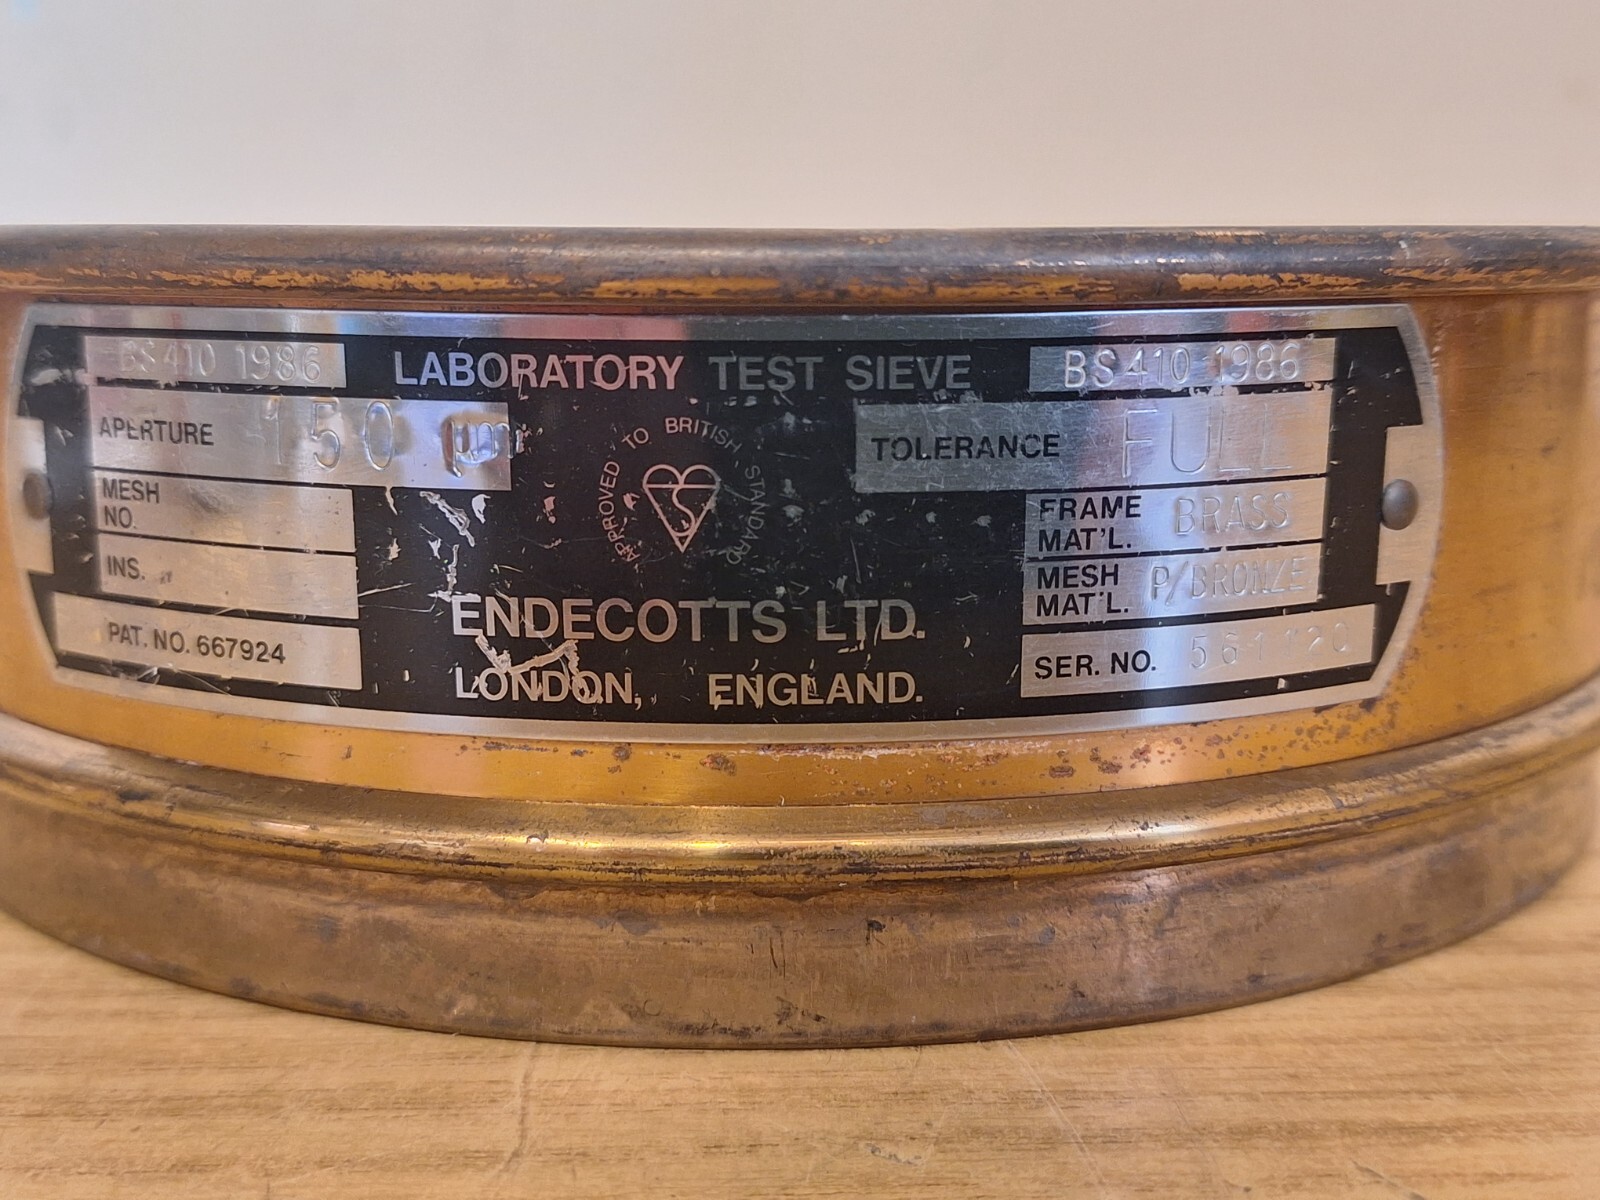 BS 410 1986
LABORATORY TEST SIEVE
BS 410 1986
APERTURE 150 µm
APPROVED TO BRITISH STANDARD
TOLERANCE FULL
MESH
NO.
FRAME
MAT'L. BRASS
INS.
MESH
MAT'L. P/BRONZE
PAT. NO. 667924
ENDECOTTS LTD.
LONDON, ENGLAND.
SER. NO.